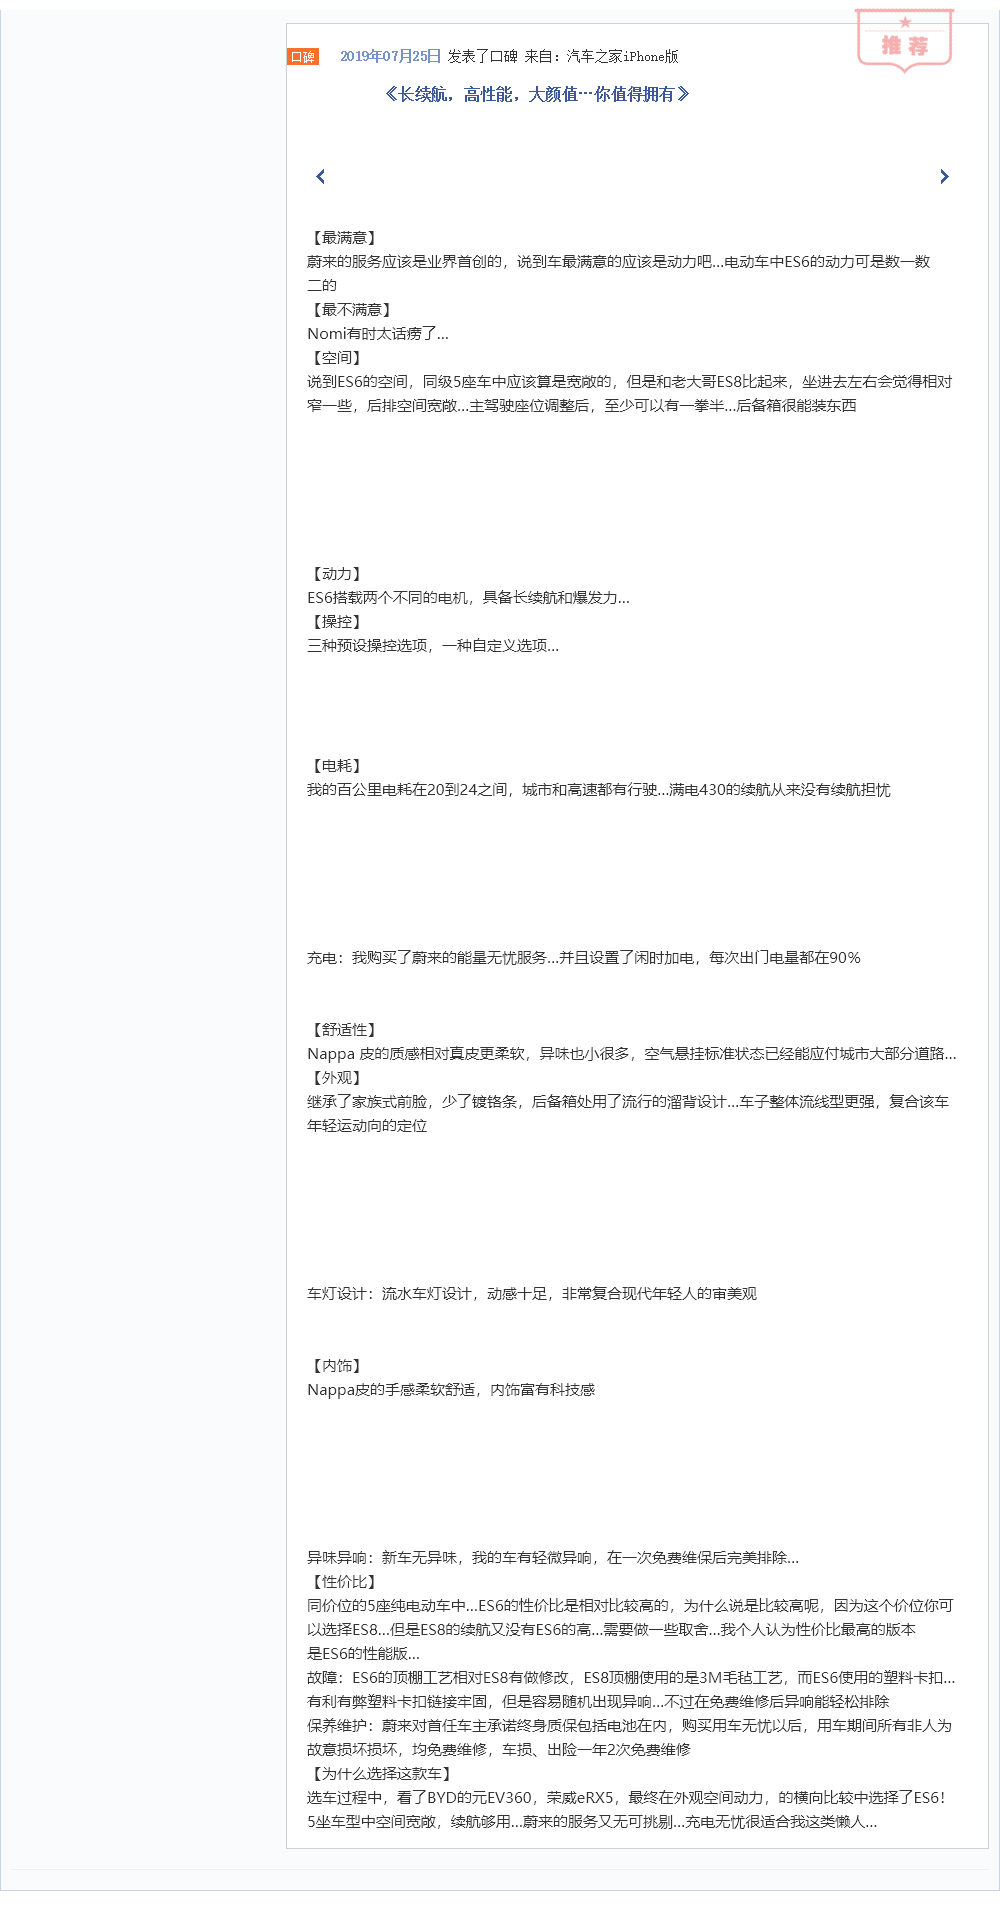 推荐
口碑 2019年07月25日 发表了口碑 来自：汽车之家iPhone版
《长续航，高性能，大颜值…你值得拥有》
【最满意】
蔚来的服务应该是业界首创的，说到车最满意的应该是动力吧...电动车中ES6的动力可是数一数
二的
【最不满意】
Nomi有时太话痨了...
【空间】
说到ES6的空间，同级5座车中应该算是宽敞的，但是和老大哥ES8比起来，坐进去左右会觉得相对
窄一些，后排空间宽敞...主驾驶座位调整后，至少可以有一拳半...后备箱很能装东西
【动力】
ES6搭载两个不同的电机，具备长续航和爆发力...
【操控】
三种预设操控选项，一种自定义选项...
【电耗】
我的百公里电耗在20到24之间，城市和高速都有行驶...满电430的续航从来没有续航担忧
充电：我购买了蔚来的能量无忧服务...并且设置了闲时加电，每次出门电量都在90%
【舒适性】
Nappa 皮的质感相对真皮更柔软，异味也小很多，空气悬挂标准状态已经能应付城市大部分道路...
【外观】
继承了家族式前脸，少了镀铬条，后备箱处用了流行的溜背设计...车子整体流线型更强，复合该车
年轻运动向的定位
车灯设计：流水车灯设计，动感十足，非常复合现代年轻人的审美观
【内饰】
Nappa皮的手感柔软舒适，内饰富有科技感
异味异响：新车无异味，我的车有轻微异响，在一次免费维保后完美排除...
【性价比】
同价位的5座纯电动车中...ES6的性价比是相对比较高的，为什么说是比较高呢，因为这个价位你可
以选择ES8...但是ES8的续航又没有ES6的高...需要做一些取舍...我个人认为性价比最高的版本
是ES6的性能版...
故障：ES6的顶棚工艺相对ES8有做修改，ES8顶棚使用的是3M毛毡工艺，而ES6使用的塑料卡扣...
有利有弊塑料卡扣链接牢固，但是容易随机出现异响...不过在免费维修后异响能轻松排除
保养维护：蔚来对首任车主承诺终身质保包括电池在内，购买用车无忧以后，用车期间所有非人为
故意损坏损坏，均免费维修，车损、出险一年2次免费维修
【为什么选择这款车】
选车过程中，看了BYD的元EV360，荣威eRX5，最终在外观空间动力，的横向比较中选择了ES6！
5坐车型中空间宽敞，续航够用...蔚来的服务又无可挑剔...充电无忧很适合我这类懒人...